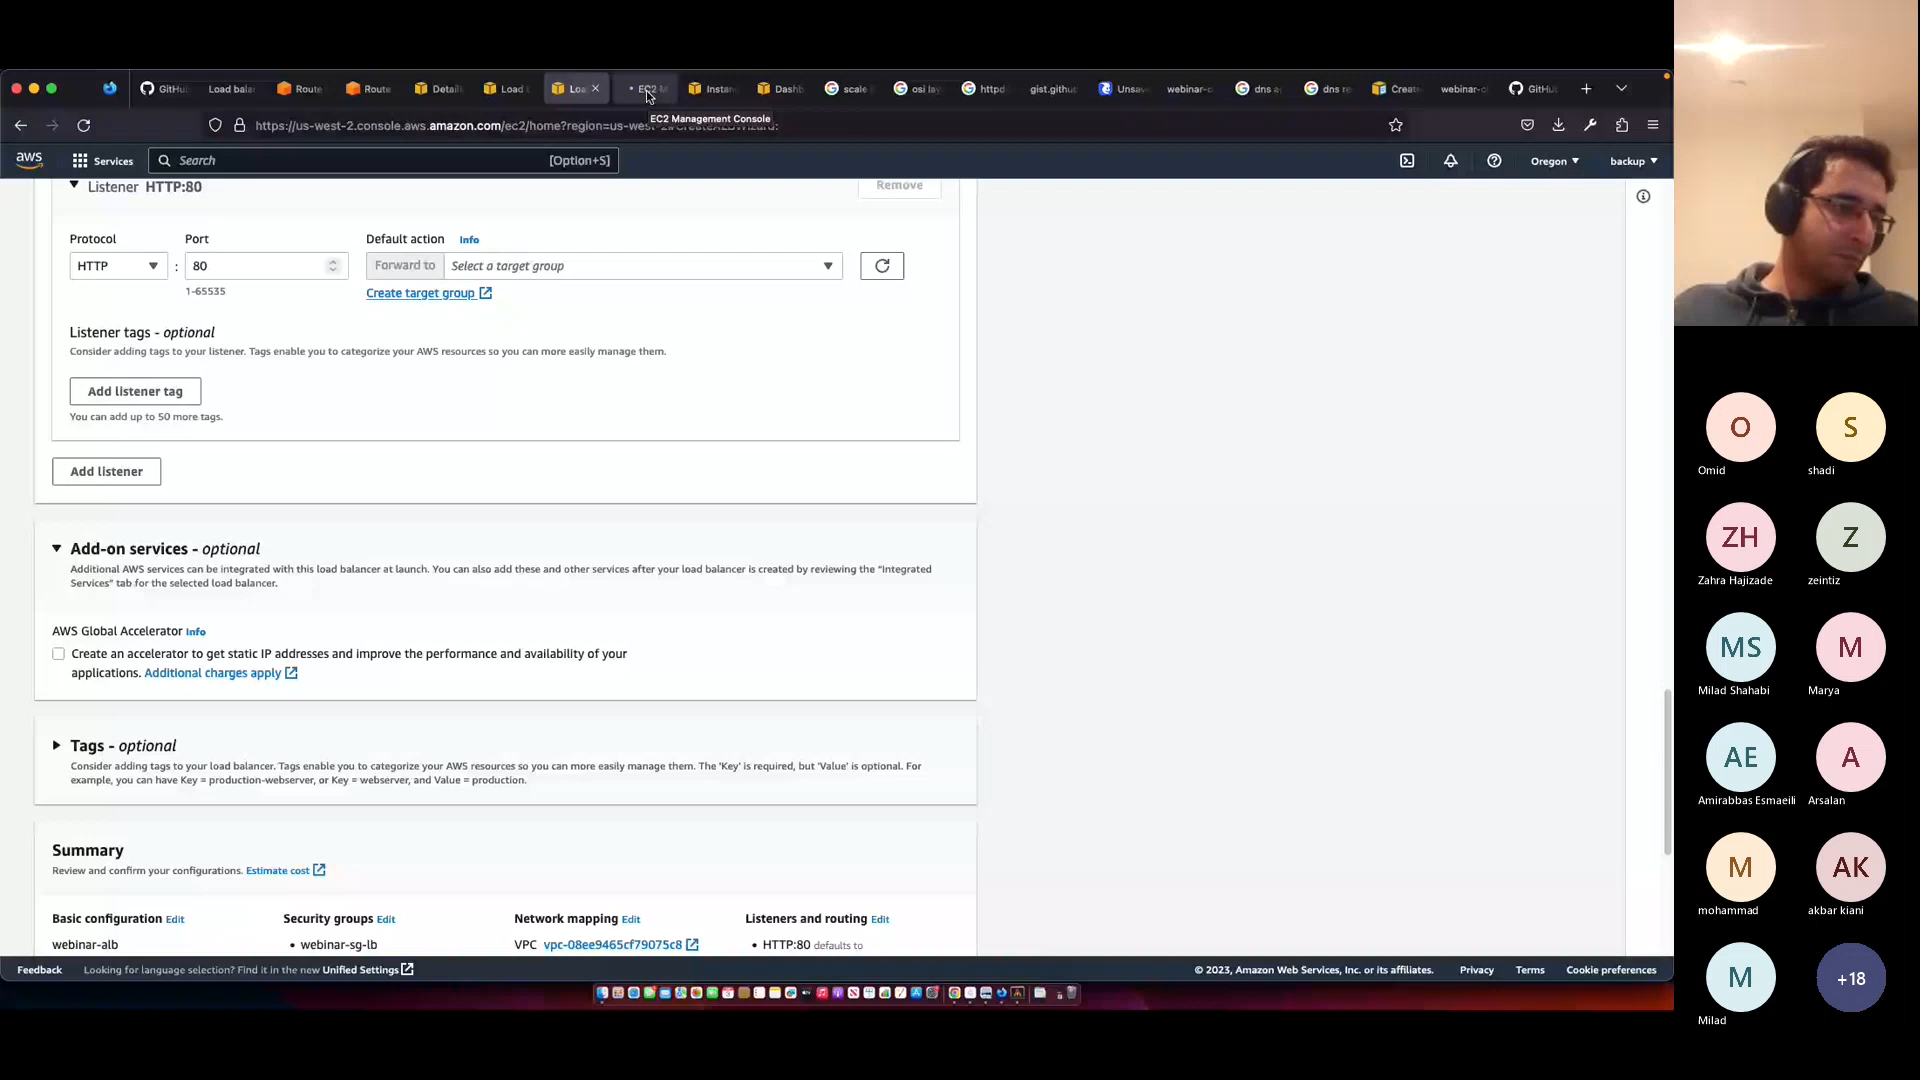 GitHu
Load bala
Route
Route
Detail
Load
Loa
EC2 M
Instan
Dashb
scale
osi lay
httpd
gist.githu
Unsav
webinar-c
dns a
dns re
Create
webinar-cl
GitHu
EC2 Management Console
aws
Services
Search
[Option+S]
Oregon
backup
Listener HTTP:80
Remove
Protocol
Port
Default action Info
HTTP
:
80
Forward to
Select a target group
1-65535
Create target group
Listener tags - optional
Consider adding tags to your listener. Tags enable you to categorize your AWS resources so you can more easily manage them.
Add listener tag
You can add up to 50 more tags.
Add listener
Add-on services - optional
Additional AWS services can be integrated with this load balancer at launch. You can also add these and other services after your load balancer is created by reviewing the "Integrated
Services" tab for the selected load balancer.
AWS Global Accelerator Info
Create an accelerator to get static IP addresses and improve the performance and availability of your
applications. Additional charges apply
Tags - optional
Consider adding tags to your load balancer. Tags enable you to categorize your AWS resources so you can more easily manage them. The 'Key' is required, but 'Value' is optional. For
example, you can have Key = production-webserver, or Key = webserver, and Value = production.
Summary
Review and confirm your configurations. Estimate cost
Basic configuration Edit
Security groups Edit
Network mapping Edit
Listeners and routing Edit
webinar-alb
• webinar-sg-lb
VPC vpc-08ee9465cf79075c8
• HTTP:80 defaults to
Feedback
Looking for language selection? Find it in the new Unified Settings
© 2023, Amazon Web Services, Inc. or its affiliates.
Privacy
Terms
Cookie preferences
O
S
Omid
shadi
ZH
Z
Zahra Hajizade
zeintiz
MS
M
Milad Shahabi
Marya
AE
A
Amirabbas Esmaeili
Arsalan
M
AK
mohammad
akbar kiani
M
+18
Milad